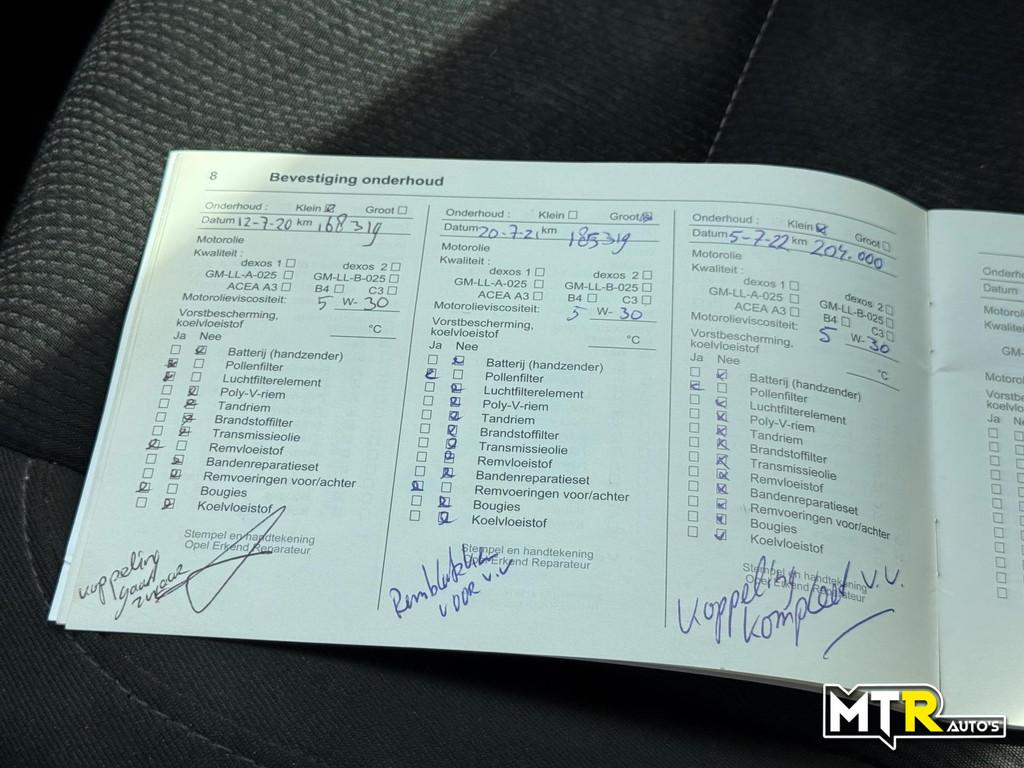 8 Bevestiging onderhoud
Onderhoud : Klein Groot
Datum 12-7-20 km 168319
Motorolie
Kwaliteit :
dexos 1 dexos 2
GM-LL-A-025 GM-LL-B-025
ACEA A3 B4 C3
Motorolieviscositeit: 5 W- 30
Vorstbescherming,
koelvloeistof °C
Ja Nee
Batterij (handzender)
Pollenfilter
Luchtfilterelement
Poly-V-riem
Tandriem
Brandstoffilter
Transmissieolie
Remvloeistof
Bandenreparatieset
Remvoeringen voor/achter
Bougies
Koelvloeistof
Stempel en handtekening
Opel Erkend Reparateur
koppeling
gaat
zwaar
Onderhoud : Klein Groot
Datum 20-7-21 km 185319
Motorolie
Kwaliteit :
dexos 1 dexos 2
GM-LL-A-025 GM-LL-B-025
ACEA A3 B4 C3
Motorolieviscositeit: 5 W- 30
Vorstbescherming,
koelvloeistof °C
Ja Nee
Batterij (handzender)
Pollenfilter
Luchtfilterelement
Poly-V-riem
Tandriem
Brandstoffilter
Transmissieolie
Remvloeistof
Bandenreparatieset
Remvoeringen voor/achter
Bougies
Koelvloeistof
Stempel en handtekening
Erkend Reparateur
VOOR V.V
Onderhoud : Klein Groot
Datum 5-7-22 km 204.000
Motorolie
Kwaliteit :
dexos 1 dexos 2
GM-LL-A-025 GM-LL-B-025
ACEA A3 B4 C3
Motorolieviscositeit: 5 W- 30
Vorstbescherming,
koelvloeistof °C
Ja Nee
Batterij (handzender)
Pollenfilter
Luchtfilterelement
Poly-V-riem
Tandriem
Brandstoffilter
Transmissieolie
Remvloeistof
Bandenreparatieset
Remvoeringen voor/achter
Bougies
Koelvloeistof
Stempel en handtekening
Opel Erkend Reparateur
Koppeling
Kompleet V.V.
Datum
Ja
MTR AUTO'S